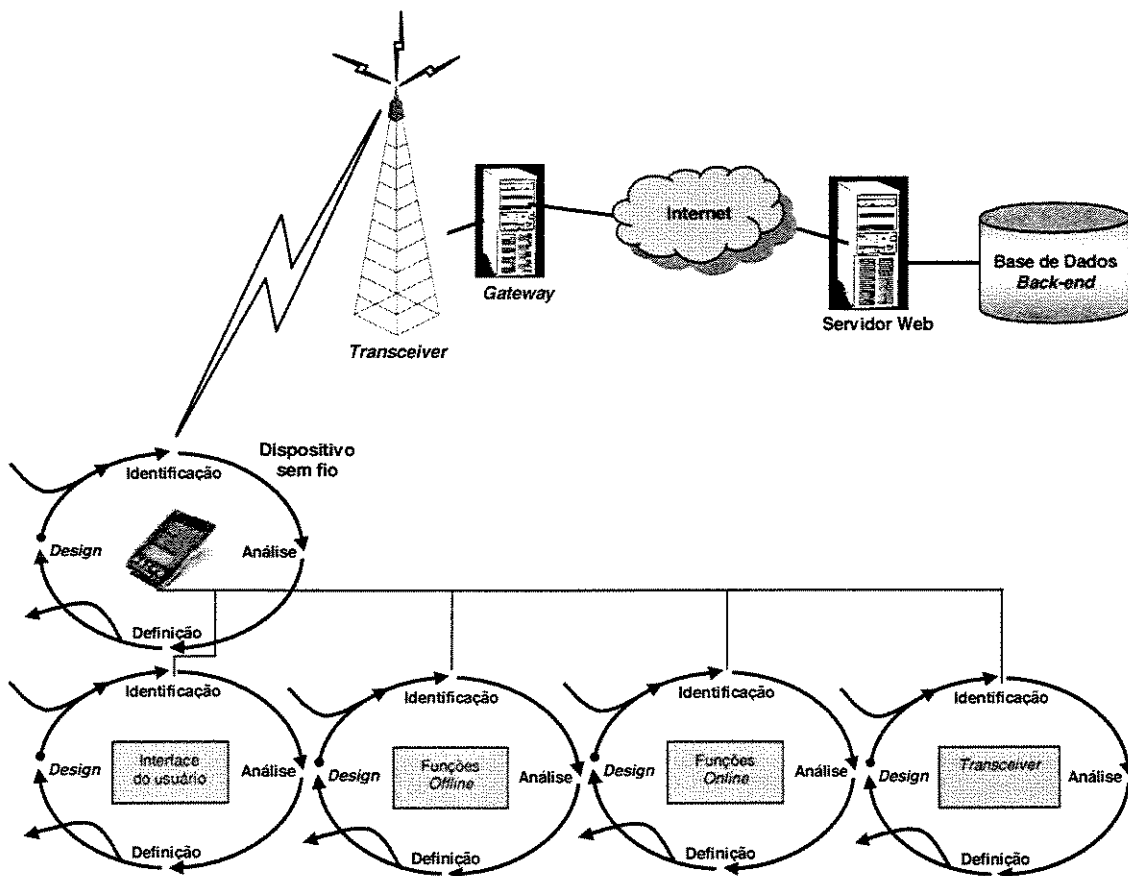 Internet
Gateway
Base de Dados
Back-end
Servidor Web
Transceiver
Dispositivo
sem fio
Identificação
Design
Análise
Definição
Identificação
Interface
do usuário
Design
Análise
Definição
Identificação
Funções
Offline
Design
Análise
Definição
Identificação
Funções
Online
Design
Análise
Definição
Identificação
Transceiver
Design
Análise
Definição